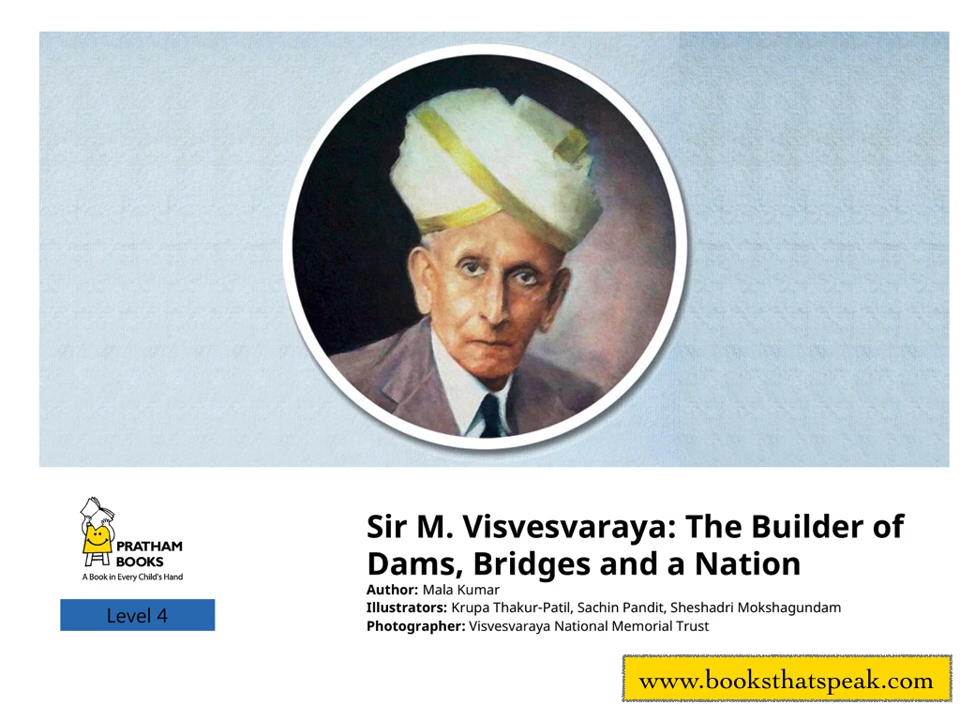 PRATHAM
BOOKS
A Book in Every Child's Hand
Level 4
Sir M. Visvesvaraya: The Builder of
Dams, Bridges and a Nation
Author: Mala Kumar
Illustrators: Krupa Thakur-Patil, Sachin Pandit, Sheshadri Mokshagundam
Photographer: Visvesvaraya National Memorial Trust
www.booksthatspeak.com